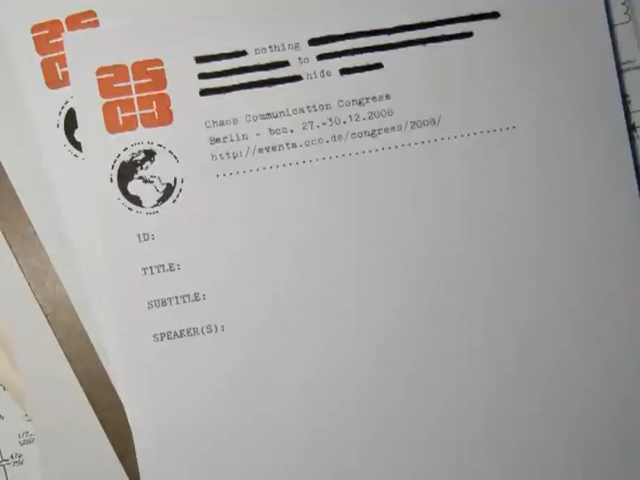 25
C3
nothing
to
hide
Chaos Communication Congress
Berlin - bcc. 27.-30.12.2008
http://events.ccc.de/congress/2008/
ID:
TITLE:
SUBTITLE:
SPEAKER(S):